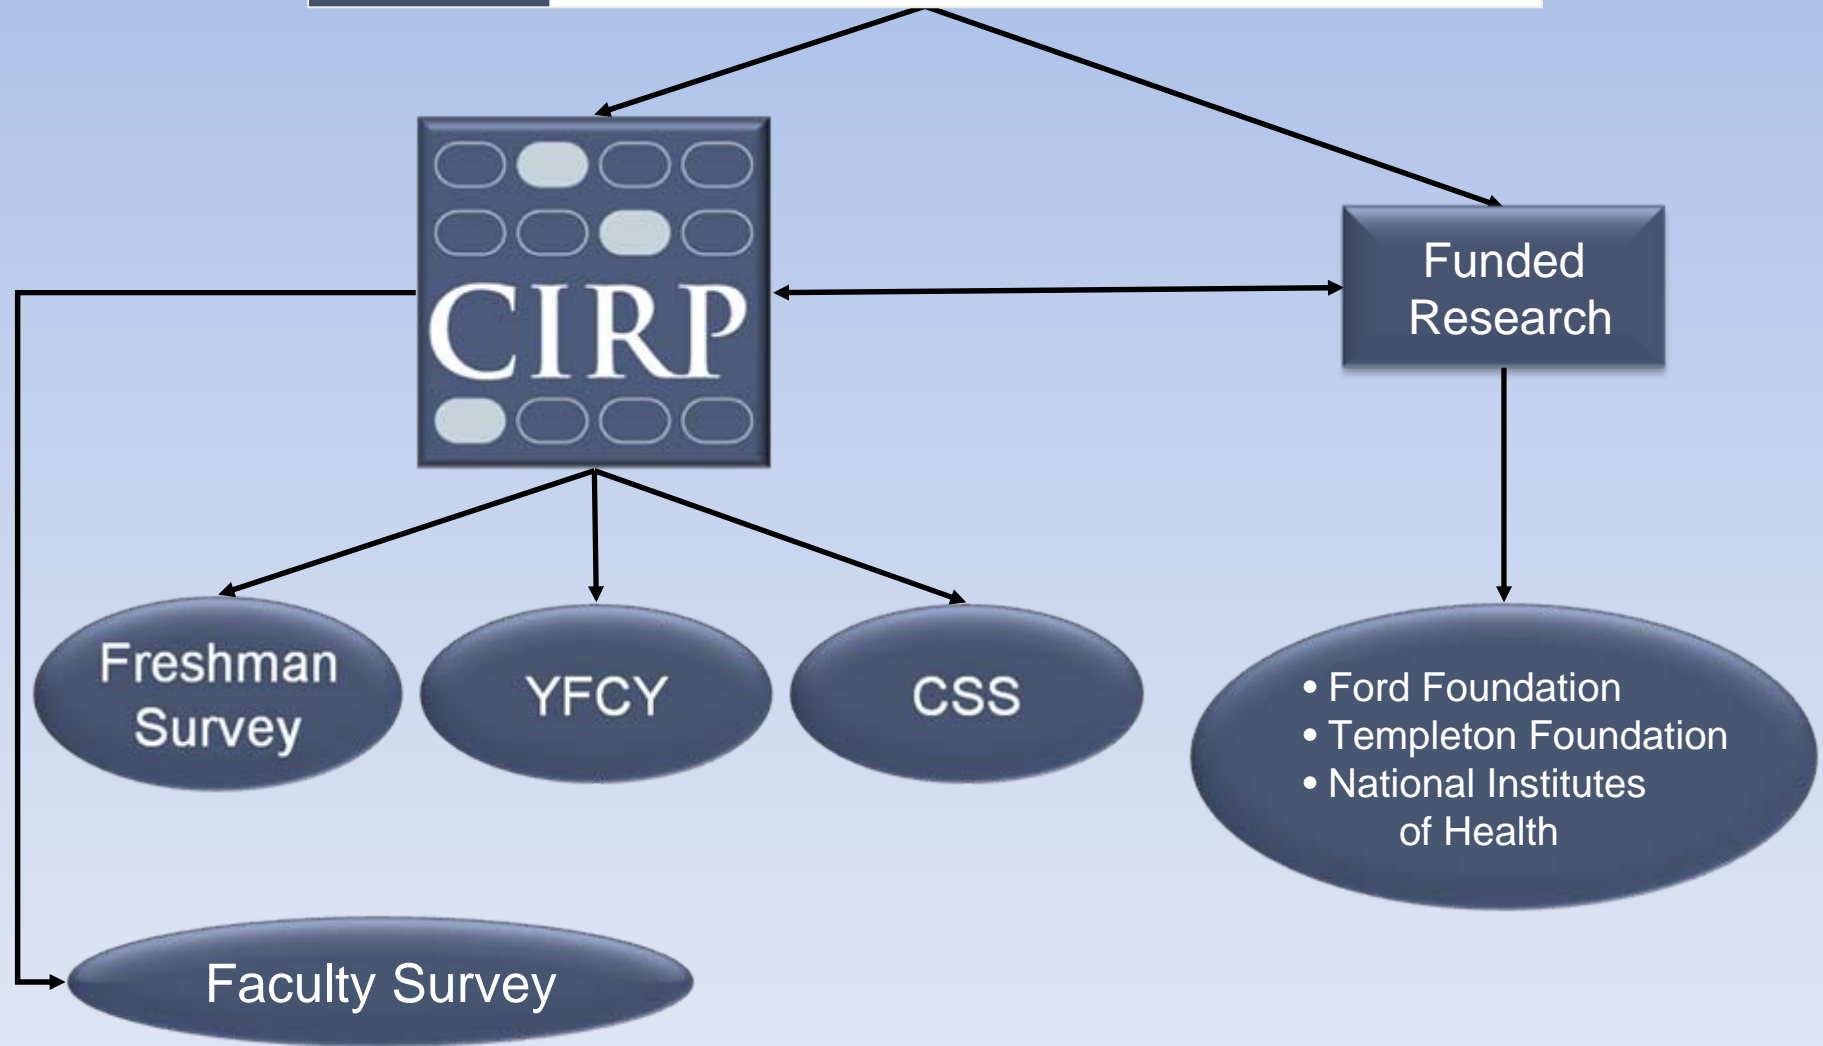 CIRP
Funded
Research
Freshman
Survey
YFCY
CSS
• Ford Foundation
• Templeton Foundation
• National Institutes
of Health
Faculty Survey